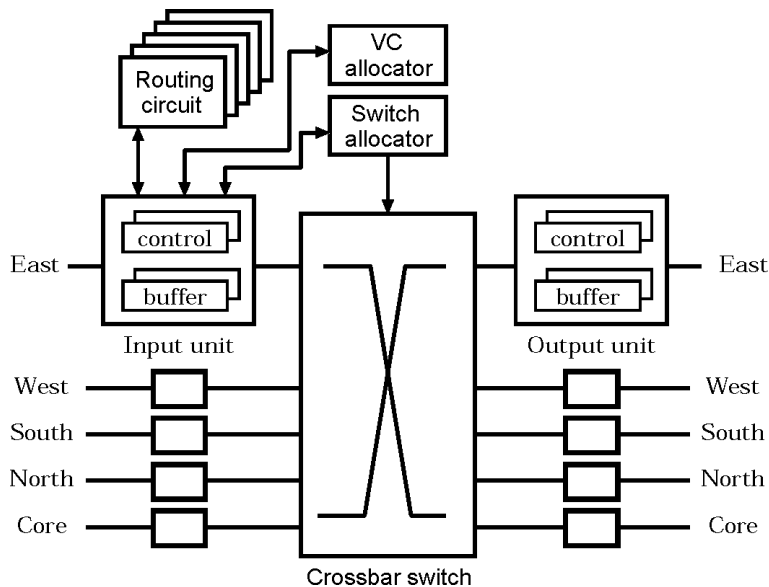 Routing
circuit
VC
allocator
Switch
allocator
control
buffer
East
Input unit
control
buffer
East
Output unit
West
West
South
South
North
North
Core
Core
Crossbar switch